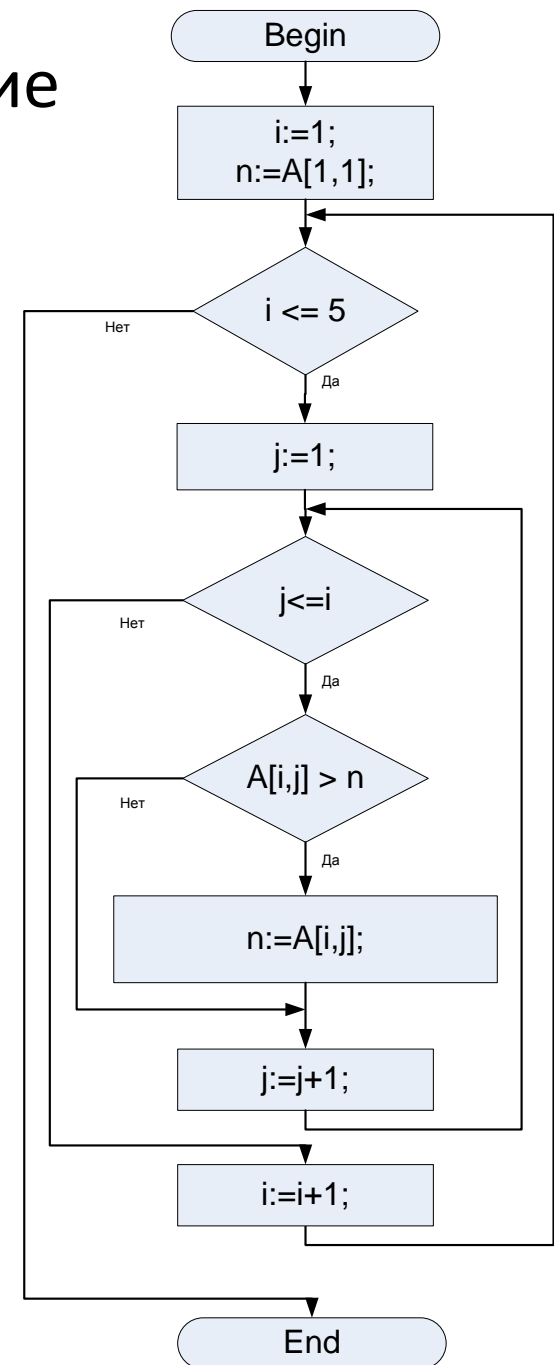 ие
Begin
i:=1;
n:=A[1,1];
i <= 5
Нет
Да
j:=1;
j<=i
Нет
Да
A[i,j] > n
Нет
Да
n:=A[i,j];
j:=j+1;
i:=i+1;
End